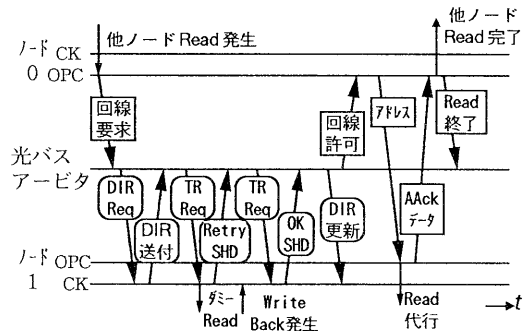 他ノード Read 発生
他ノード
Read 完了
ノード CK
0 OPC
回線
要求
回線
許可
アドレス
Read
終了
光バス
アービタ
DIR
Req
DIR
送付
TR
Req
Retry
SHD
TR
Req
OK
SHD
DIR
更新
AAck
データ
ノード OPC
1 CK
ダミー
Read
Write
Back発生
Read
代行
t